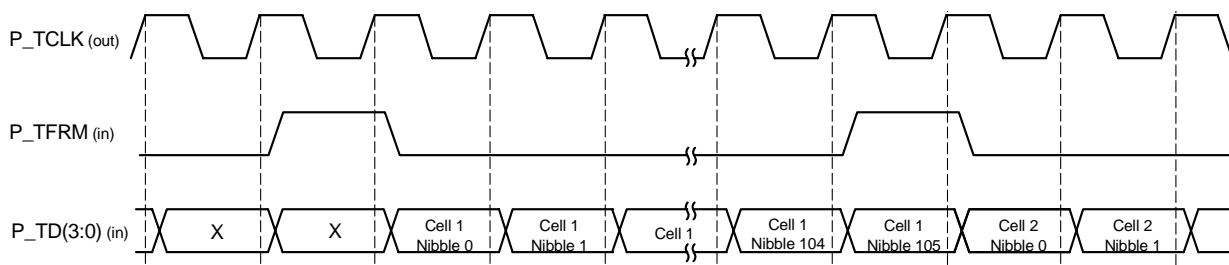 P_TCLK (out)
P_TFRM (in)
P_TD(3:0) (in)
X
X
Cell 1
Nibble 0
Cell 1
Nibble 1
Cell 1
Cell 1
Nibble 104
Cell 1
Nibble 105
Cell 2
Nibble 0
Cell 2
Nibble 1